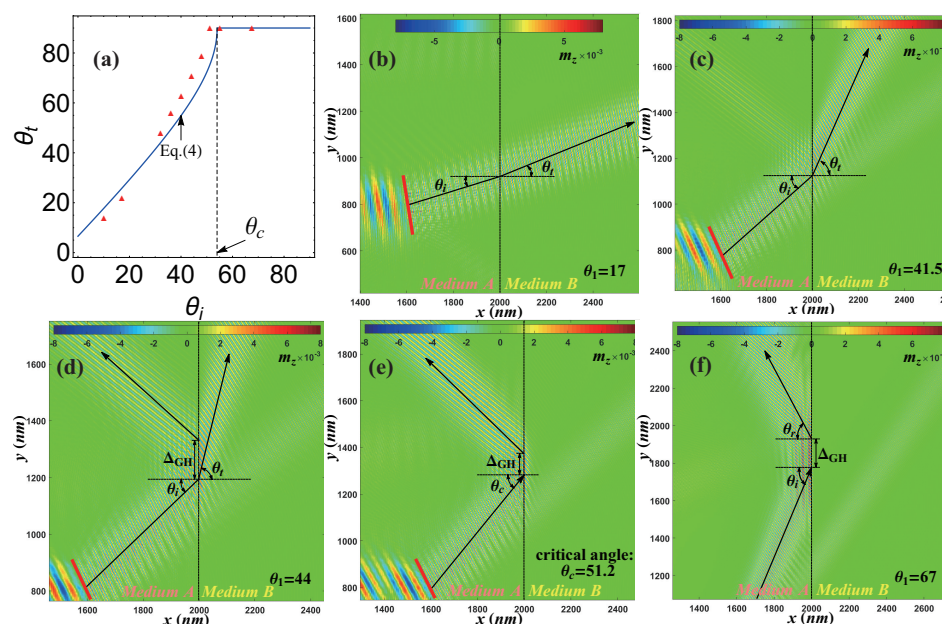 (a)
80
60
40
20
0
θt
Eq.(4)
θc
0 20 40 60 80
θi
(b)
-5 0 5
mz×10⁻³
1600
1400
1200
1000
800
600
y (nm)
θi
θt
Medium A Medium B
θ1=17
1400 1600 1800 2000 2200 2400
x (nm)
(c)
-8 -6 -4 -2 0 2 4 6
mz×10⁻³
1800
1600
1400
1200
1000
800
y (nm)
θi
θt
Medium A Medium B
θ1=41.5
1600 1800 2000 2200 2400
x (nm)
(d)
-8 -6 -4 -2 0 2 4 6 8
mz×10⁻³
1600
1400
1200
1000
800
y (nm)
ΔGH
θi
θt
Medium A Medium B
θ1=44
1600 1800 2000 2200 2400
x (nm)
(e)
-8 -6 -4 -2 0 2 4 6 8
mz×10⁻³
1800
1600
1400
1200
1000
800
y (nm)
ΔGH
θc
critical angle:
θc=51.2
Medium A Medium B
1600 1800 2000 2200 2400
x (nm)
(f)
-8 -6 -4 -2 0 2 4 6
mz×10⁻³
2400
2200
2000
1800
1600
1400
1200
y (nm)
θr
ΔGH
θi
Medium A Medium B
θ1=67
1400 1600 1800 2000 2200 2400 2600
x (nm)